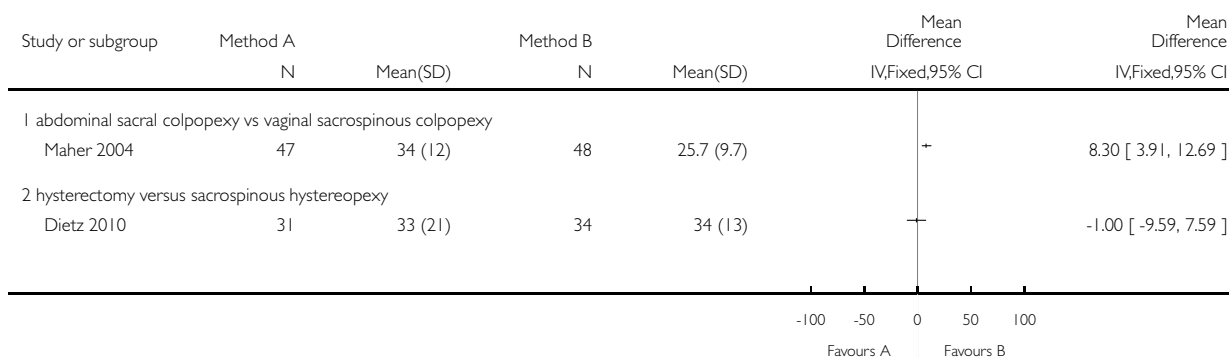 Study or subgroup Method A Method B Mean Difference Mean Difference
N Mean(SD) N Mean(SD) IV,Fixed,95% CI IV,Fixed,95% CI
1 abdominal sacral colpopexy vs vaginal sacrospinous colpopexy
Maher 2004 47 34 (12) 48 25.7 (9.7) 8.30 [ 3.91, 12.69 ]
2 hysterectomy versus sacrospinous hystereopexy
Dietz 2010 31 33 (21) 34 34 (13) -1.00 [ -9.59, 7.59 ]
-100 -50 0 50 100
Favours A Favours B